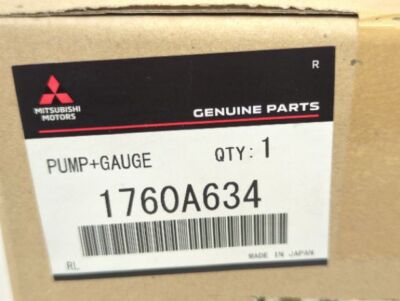 R
MITSUBISHI
MOTORS
GENUINE PARTS
PUMP+GAUGE QTY: 1
1760A634
MADE IN JAPAN
RL